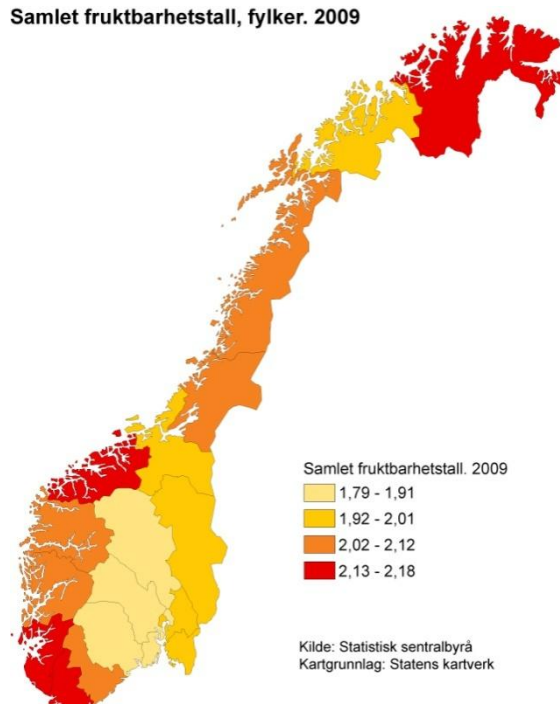 Samlet fruktbarhetstall, fylker. 2009
Samlet fruktbarhetstall. 2009
1,79 - 1,91
1,92 - 2,01
2,02 - 2,12
2,13 - 2,18
Kilde: Statistisk sentralbyrå
Kartgrunnlag: Statens kartverk